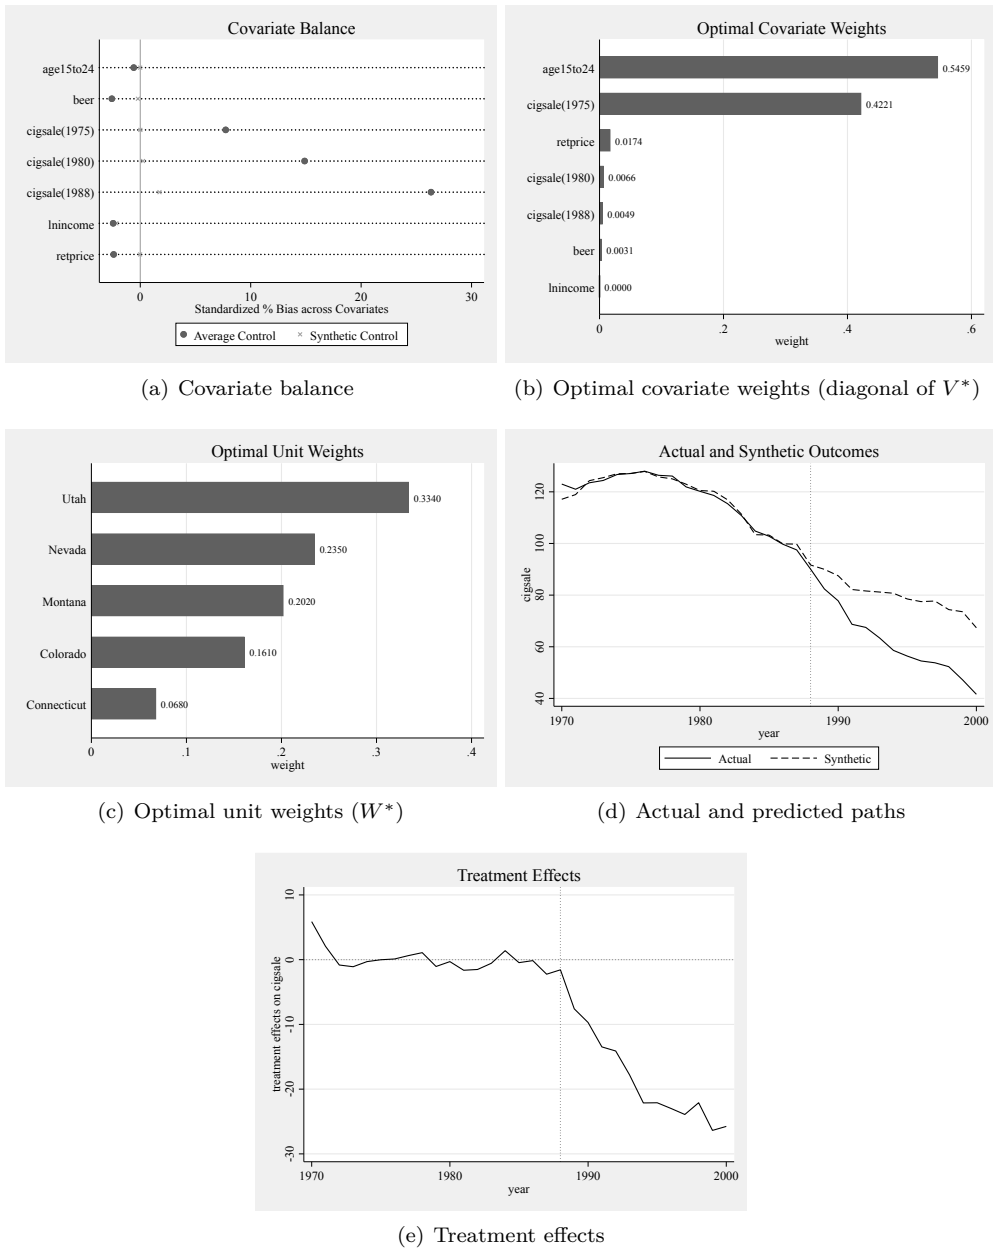 Covariate Balance
age15to24
beer
cigsale(1975)
cigsale(1980)
cigsale(1988)
lnincome
retprice
0 10 20 30
Standardized % Bias across Covariates
Average Control Synthetic Control
(a) Covariate balance
Optimal Covariate Weights
age15to24 0.5459
cigsale(1975) 0.4221
retprice 0.0174
cigsale(1980) 0.0066
cigsale(1988) 0.0049
beer 0.0031
lnincome 0.0000
0 .2 .4 .6
weight
(b) Optimal covariate weights (diagonal of V*)
Optimal Unit Weights
Utah 0.3340
Nevada 0.2350
Montana 0.2020
Colorado 0.1610
Connecticut 0.0680
0 .1 .2 .3 .4
weight
(c) Optimal unit weights (W*)
Actual and Synthetic Outcomes
cigsale
120
100
80
60
40
1970 1980 1990 2000
year
Actual Synthetic
(d) Actual and predicted paths
Treatment Effects
treatment effects on cigsale
10
0
-10
-20
-30
1970 1980 1990 2000
year
(e) Treatment effects